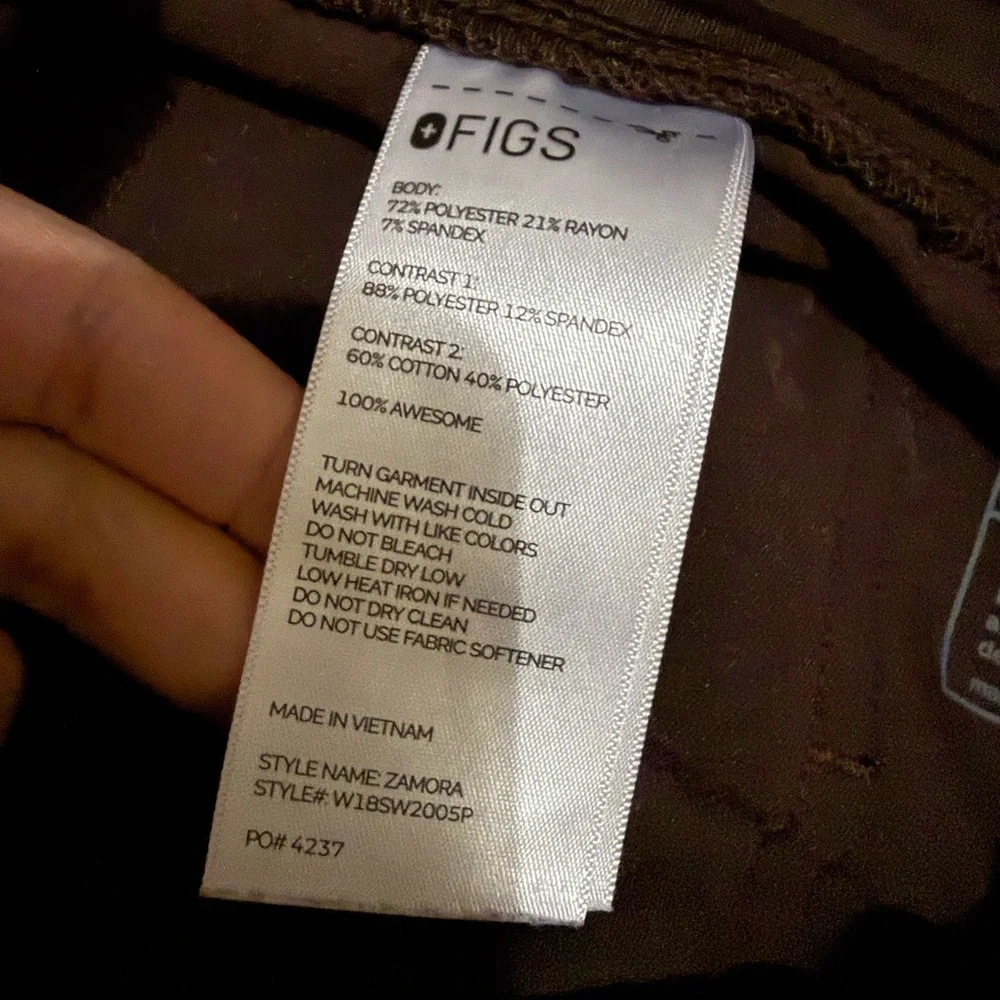 FIGS
BODY:
72% POLYESTER 21% RAYON
7% SPANDEX
CONTRAST 1:
88% POLYESTER 12% SPANDEX
CONTRAST 2:
60% COTTON 40% POLYESTER
100% AWESOME
TURN GARMENT INSIDE OUT
MACHINE WASH COLD
WASH WITH LIKE COLORS
DO NOT BLEACH
TUMBLE DRY LOW
LOW HEAT IRON IF NEEDED
DO NOT DRY CLEAN
DO NOT USE FABRIC SOFTENER
MADE IN VIETNAM
STYLE NAME: ZAMORA
STYLE#: W18SW2005P
PO# 4237